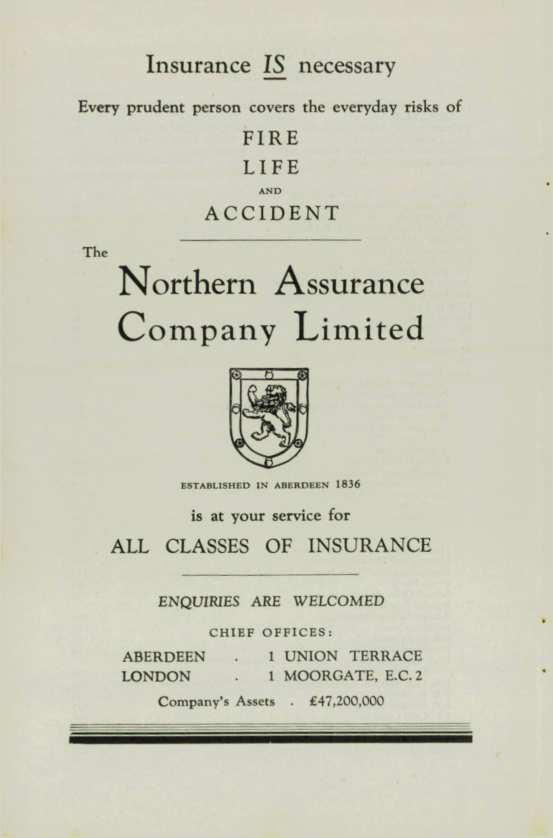 Insurance IS necessary
Every prudent person covers the everyday risks of
FIRE
LIFE
AND
ACCIDENT
The
Northern Assurance
Company Limited
ESTABLISHED IN ABERDEEN 1836
is at your service for
ALL CLASSES OF INSURANCE
ENQUIRIES ARE WELCOMED
CHIEF OFFICES:
ABERDEEN . 1 UNION TERRACE
LONDON . 1 MOORGATE, E.C. 2
Company's Assets . £47,200,000